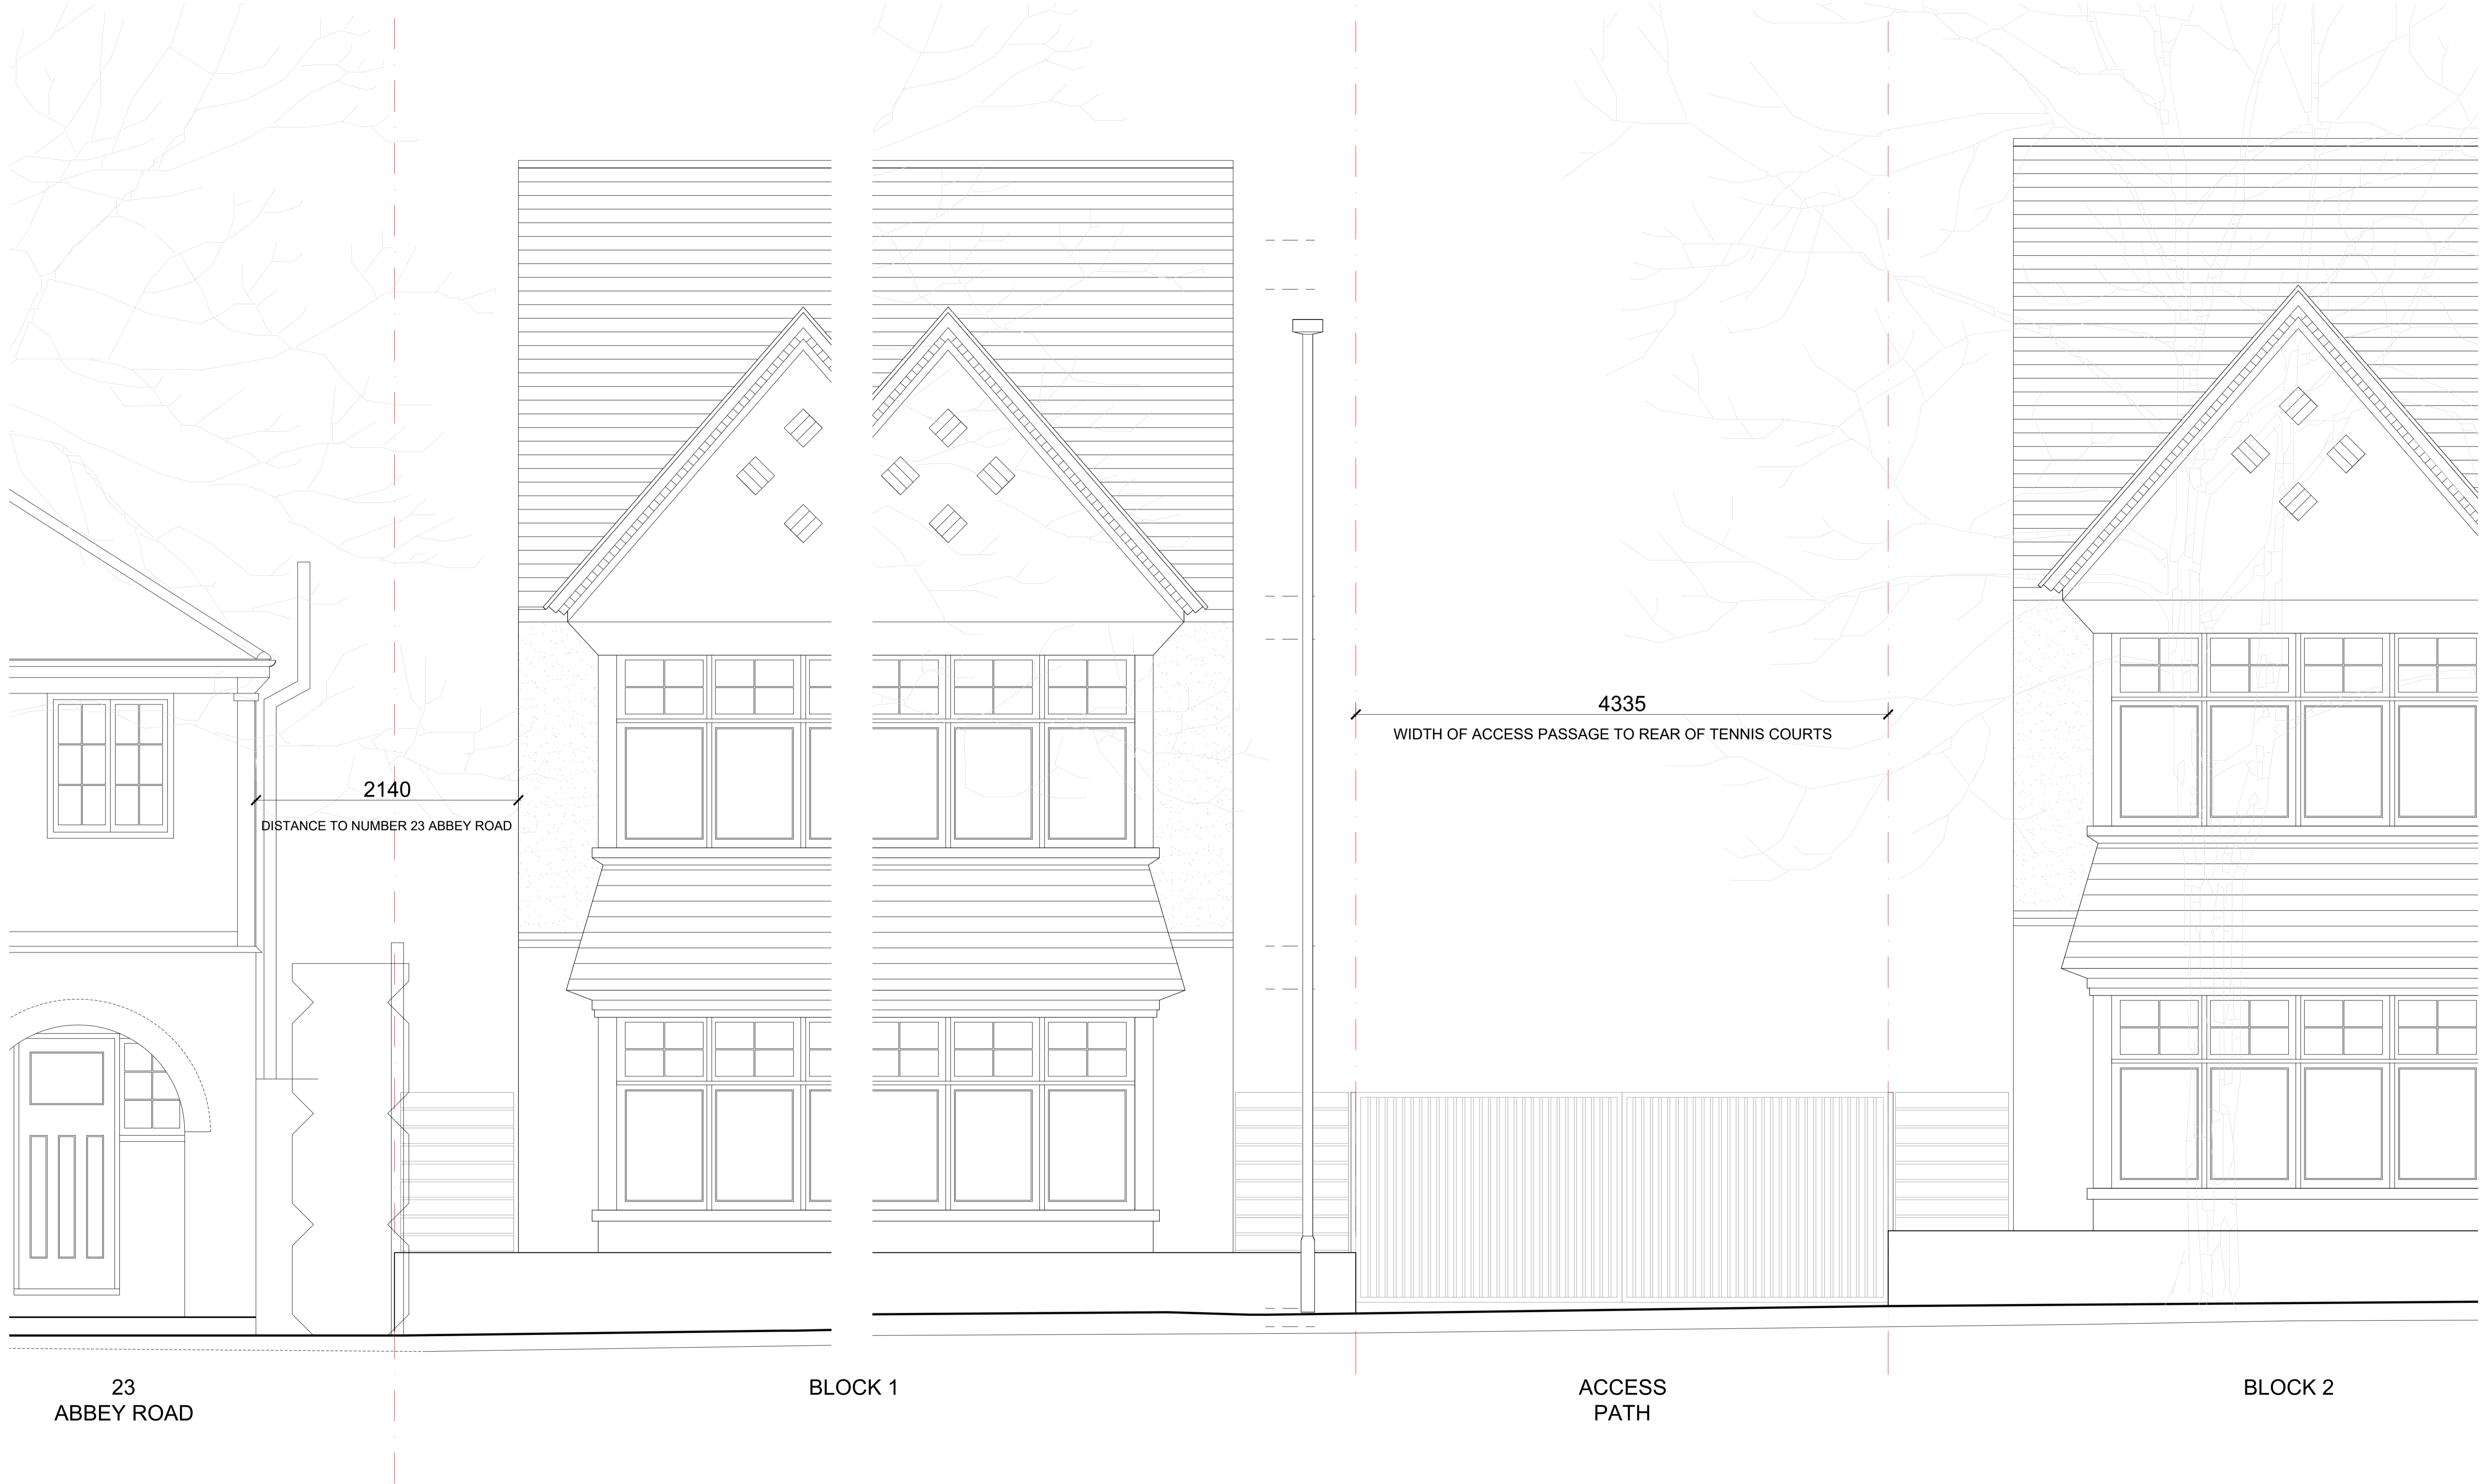 4335
WIDTH OF ACCESS PASSAGE TO REAR OF TENNIS COURTS
2140
DISTANCE TO NUMBER 23 ABBEY ROAD
23
ABBEY ROAD
BLOCK 1
ACCESS
PATH
BLOCK 2